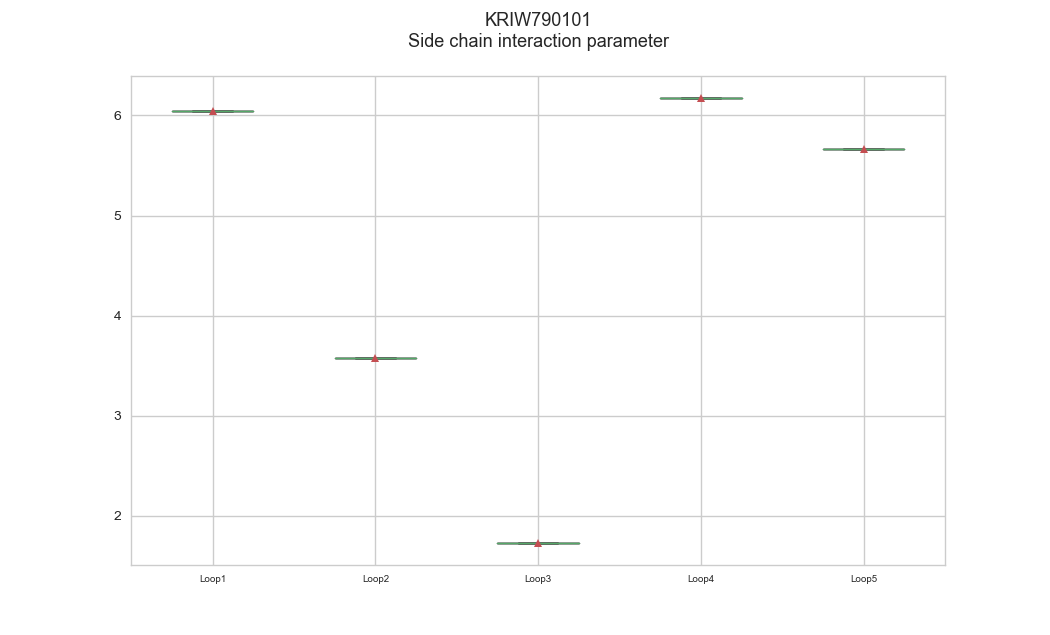 KRIW790101
Side chain interaction parameter
6
5
4
3
2
Loop1
Loop2
Loop3
Loop4
Loop5